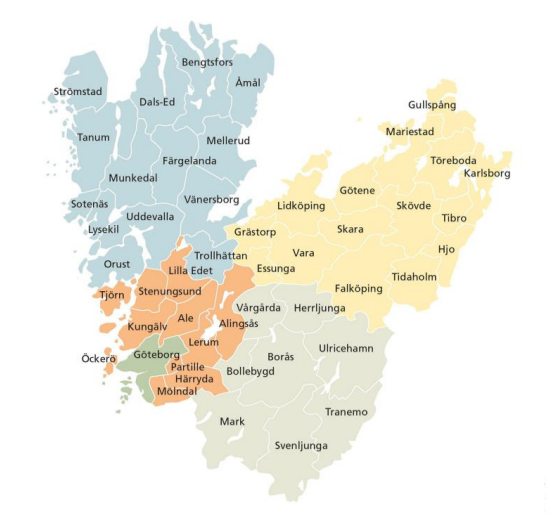 Bengtsfors
Åmål
Strömstad
Dals-Ed
Gullspång
Mariestad
Tanum
Mellerud
Färgelanda
Töreboda
Karlsborg
Munkedal
Götene
Vänersborg
Sotenäs
Lidköping
Skövde
Uddevalla
Tibro
Lysekil
Grästorp
Skara
Hjo
Vara
Trollhättan
Orust
Lilla Edet
Essunga
Tidaholm
Falköping
Tjörn
Stenungsund
Vårgårda
Herrljunga
Ale
Alingsås
Kungälv
Lerum
Ulricehamn
Göteborg
Borås
Öckerö
Partille
Bollebygd
Härryda
Mölndal
Tranemo
Mark
Svenljunga